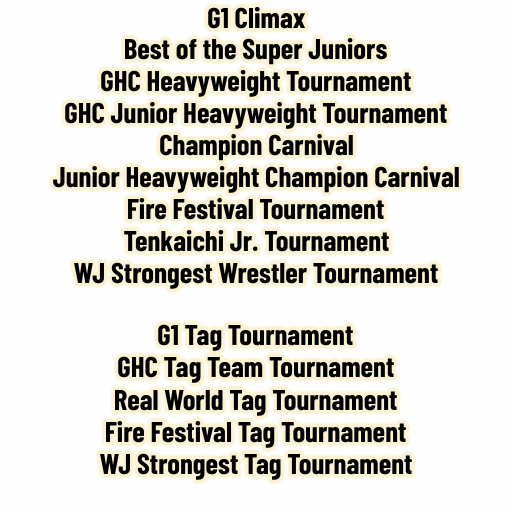 G1 Climax
Best of the Super Juniors
GHC Heavyweight Tournament
GHC Junior Heavyweight Tournament
Champion Carnival
Junior Heavyweight Champion Carnival
Fire Festival Tournament
Tenkaichi Jr. Tournament
WJ Strongest Wrestler Tournament
G1 Tag Tournament
GHC Tag Team Tournament
Real World Tag Tournament
Fire Festival Tag Tournament
WJ Strongest Tag Tournament